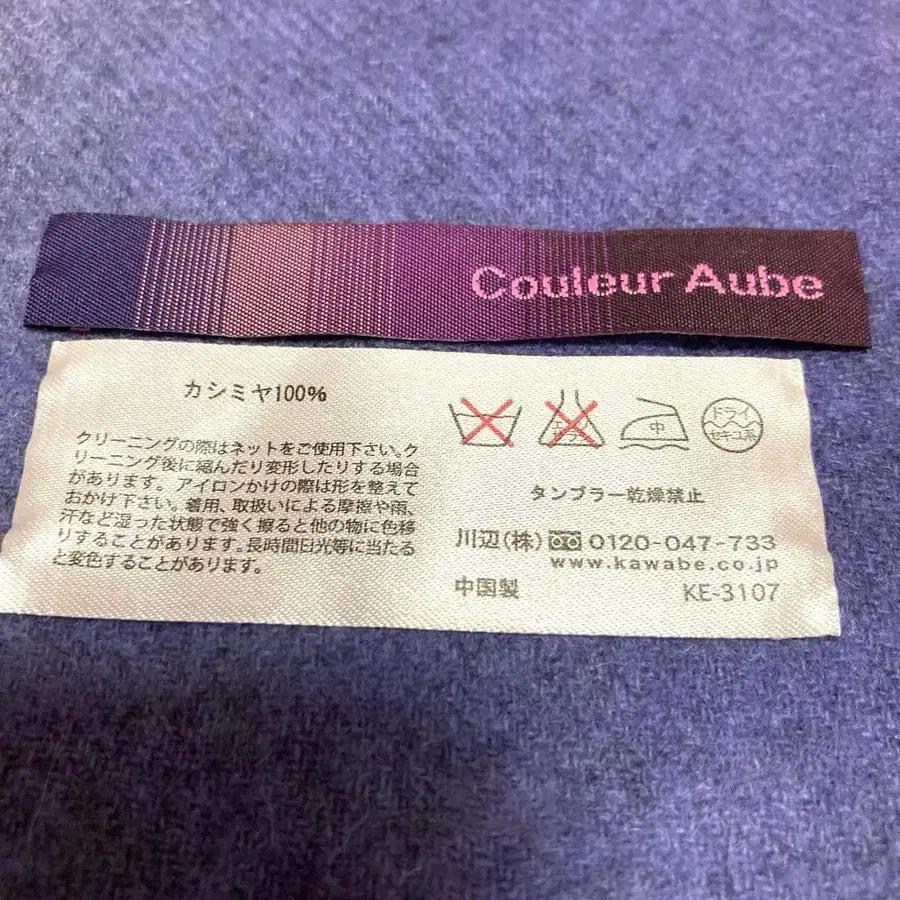 Couleur Aube
カシミヤ100%
クリーニングの際はネットをご使用下さい。ク
リーニング後に縮んだり変形したりする場合
があります。アイロンかけの際は形を整えて
おかけ下さい。着用、取扱いによる摩擦や雨、
汗など湿った状態で強く擦ると他の物に色移
りすることがあります。長時間日光等に当たる
と変色することがあります。
中
ドライ
セキユ系
タンブラー乾燥禁止
川辺(株) 0120-047-733
www.kawabe.co.jp
中国製 KE-3107